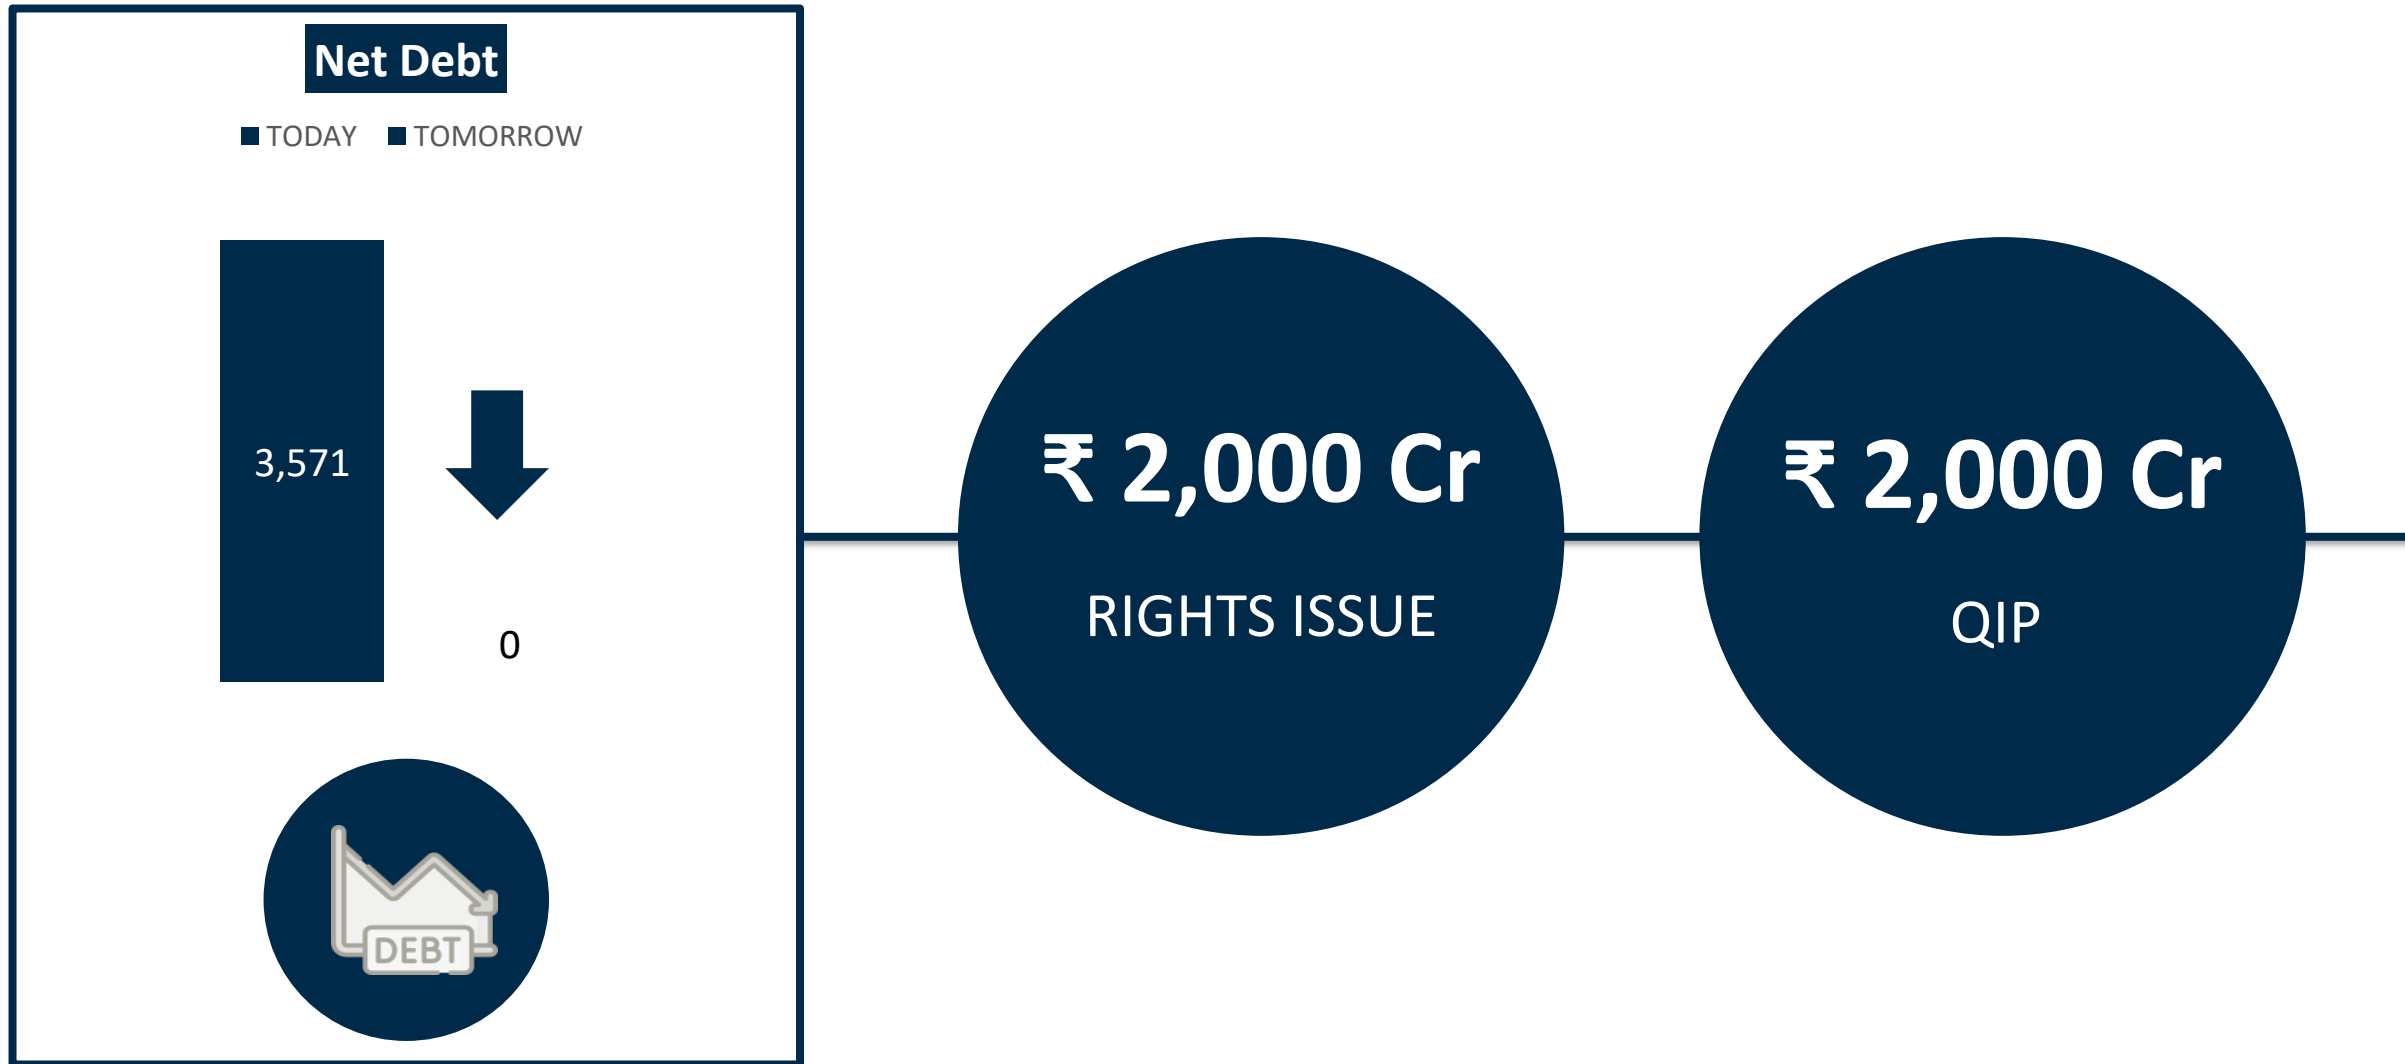 Net Debt
TODAY TOMORROW
3,571
0
DEBT
₹ 2,000 Cr
RIGHTS ISSUE
₹ 2,000 Cr
QIP